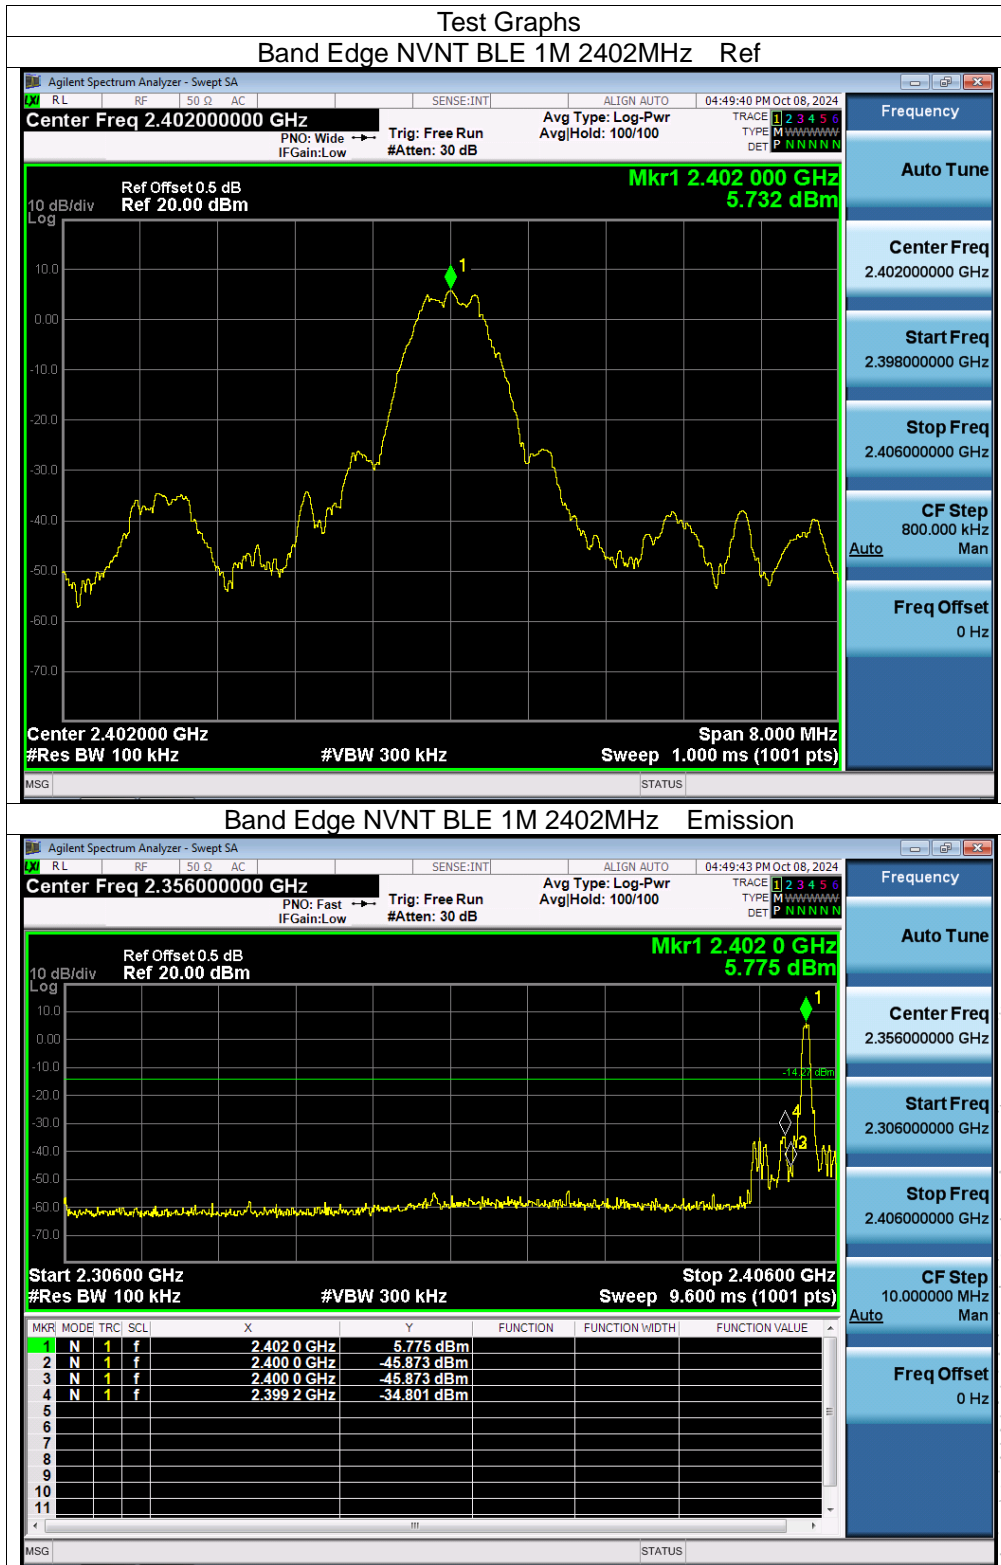 Test Graphs
Band Edge NVNT BLE 1M 2402MHz Ref
Agilent Spectrum Analyzer - Swept SA
LXI RL RF 50 Ω AC SENSE:INT ALIGN AUTO 04:49:40 PM Oct 08, 2024
Center Freq 2.402000000 GHz
PNO: Wide
IFGain:Low
Trig: Free Run
#Atten: 30 dB
Avg Type: Log-Pwr
Avg|Hold: 100/100
TRACE 1 2 3 4 5 6
TYPE M W W W W W
DET P N N N N N
Frequency
Auto Tune
Center Freq
2.402000000 GHz
Start Freq
2.398000000 GHz
Stop Freq
2.406000000 GHz
CF Step
800.000 kHz
Auto Man
Freq Offset
0 Hz
Mkr1 2.402 000 GHz
5.732 dBm
Ref Offset 0.5 dB
10 dB/div Ref 20.00 dBm
Log
10.0
0.00
-10.0
-20.0
-30.0
-40.0
-50.0
-60.0
-70.0
1
Center 2.402000 GHz Span 8.000 MHz
#Res BW 100 kHz #VBW 300 kHz Sweep 1.000 ms (1001 pts)
MSG STATUS
Band Edge NVNT BLE 1M 2402MHz Emission
Agilent Spectrum Analyzer - Swept SA
LXI RL RF 50 Ω AC SENSE:INT ALIGN AUTO 04:49:43 PM Oct 08, 2024
Center Freq 2.356000000 GHz
PNO: Fast
IFGain:Low
Trig: Free Run
#Atten: 30 dB
Avg Type: Log-Pwr
Avg|Hold: 100/100
TRACE 1 2 3 4 5 6
TYPE M W W W W W
DET P N N N N N
Frequency
Auto Tune
Center Freq
2.356000000 GHz
Start Freq
2.306000000 GHz
Stop Freq
2.406000000 GHz
CF Step
10.000000 MHz
Auto Man
Freq Offset
0 Hz
Mkr1 2.402 0 GHz
5.775 dBm
Ref Offset 0.5 dB
10 dB/div Ref 20.00 dBm
Log
10.0
0.00
-10.0
-20.0
-30.0
-40.0
-50.0
-60.0
-70.0
1
-14.27 dBm
4
3
Start 2.30600 GHz Stop 2.40600 GHz
#Res BW 100 kHz #VBW 300 kHz Sweep 9.600 ms (1001 pts)
MKR MODE TRC SCL X Y FUNCTION FUNCTION WIDTH FUNCTION VALUE
1 N 1 f 2.402 0 GHz 5.775 dBm
2 N 1 f 2.400 0 GHz -45.873 dBm
3 N 1 f 2.400 0 GHz -45.873 dBm
4 N 1 f 2.399 2 GHz -34.801 dBm
5
6
7
8
9
10
11
MSG STATUS